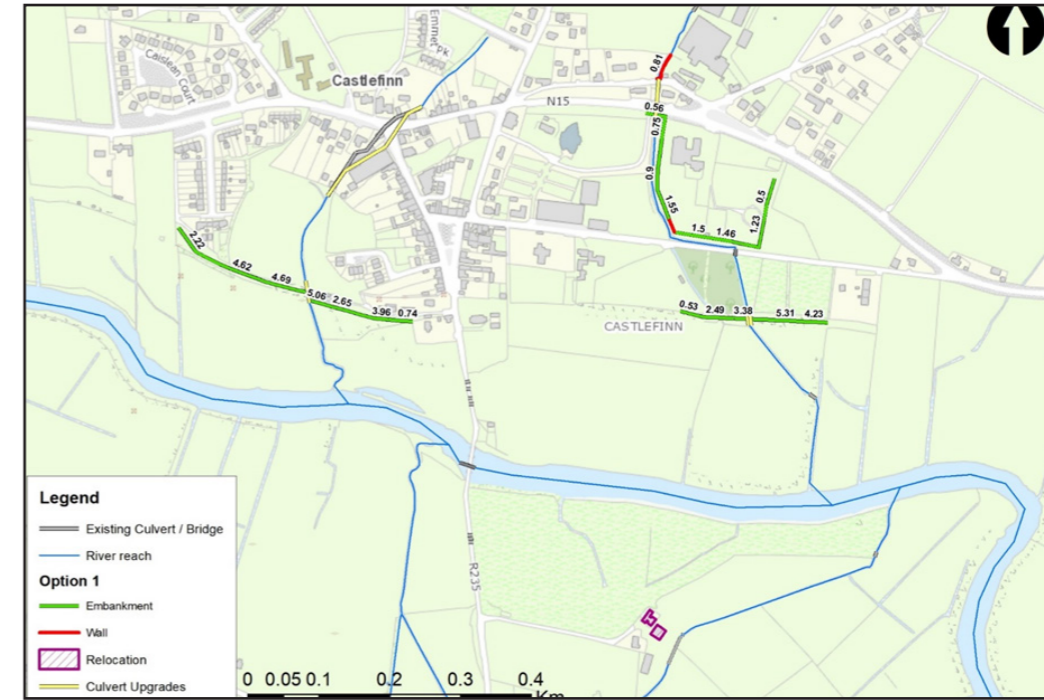 Emmet Pk
Caislean Court
Castlefinn
N15
0.81
0.56
0.75
0.9
1.55
1.5
1.46
1.23
0.5
2.22
4.62
4.69
5.06
2.65
3.96
0.74
0.53
2.49
3.38
5.31
4.23
CASTLEFINN
R235
Legend
Existing Culvert / Bridge
River reach
Option 1
Embankment
Wall
Relocation
Culvert Upgrades
0 0.05 0.1 0.2 0.3 0.4
Km